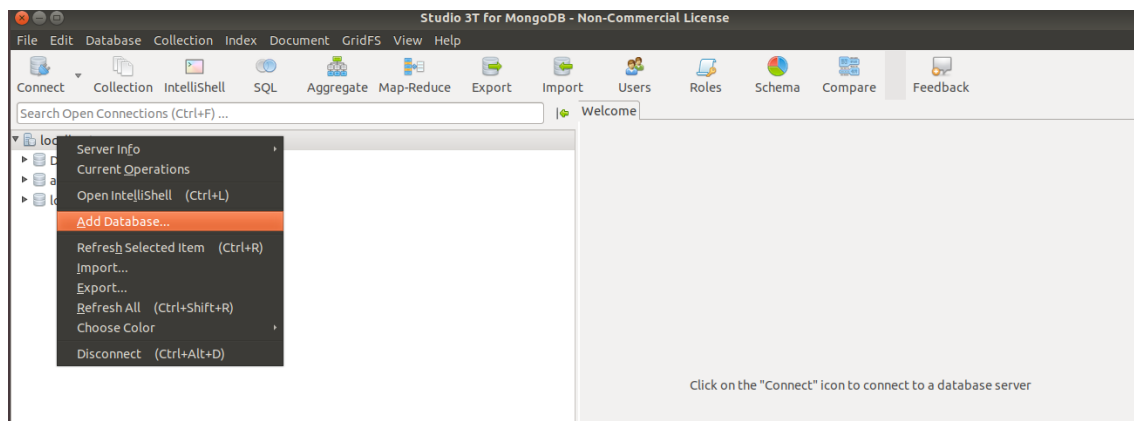 Studio 3T for MongoDB - Non-Commercial License
File Edit Database Collection Index Document GridFS View Help
Connect Collection IntelliShell SQL Aggregate Map-Reduce Export Import Users Roles Schema Compare Feedback
Search Open Connections (Ctrl+F) ...
Welcome
Server Info
Current Operations
Open IntelliShell (Ctrl+L)
Add Database...
Refresh Selected Item (Ctrl+R)
Import...
Export...
Refresh All (Ctrl+Shift+R)
Choose Color
Disconnect (Ctrl+Alt+D)
Click on the "Connect" icon to connect to a database server